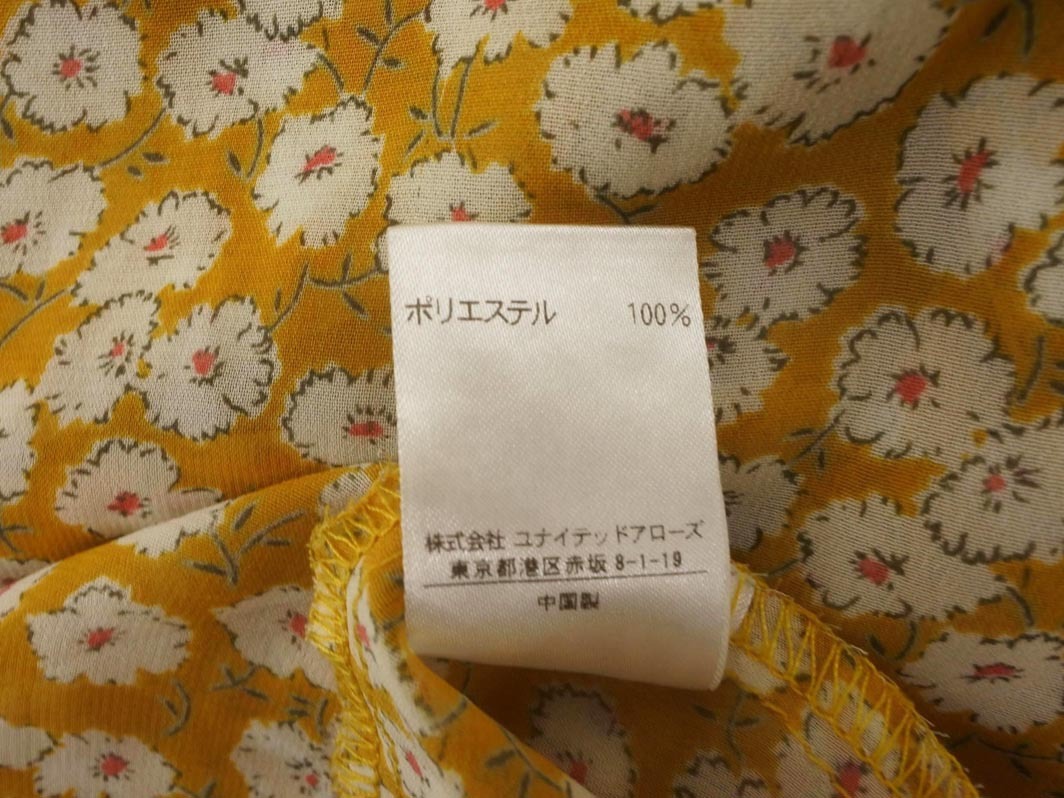 ポリエステル 100%
株式会社 ユナイテッドアローズ
東京都港区赤坂8-1-19
中国製